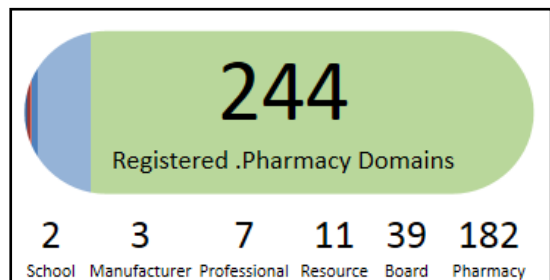 244
Registered .Pharmacy Domains
2 3 7 11 39 182
School Manufacturer Professional Resource Board Pharmacy